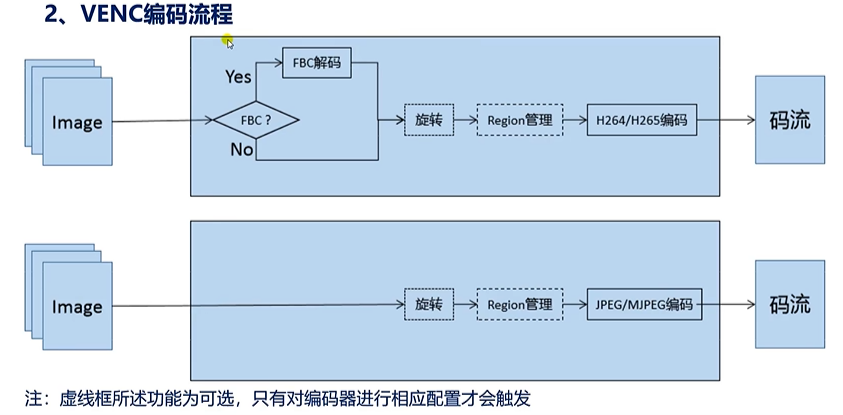 2、VENC编码流程
Image
Yes
FBC解码
FBC？
No
旋转
Region管理
H264/H265编码
码流
Image
旋转
Region管理
JPEG/MJPEG编码
码流
注：虚线框所述功能为可选，只有对编码器进行相应配置才会触发